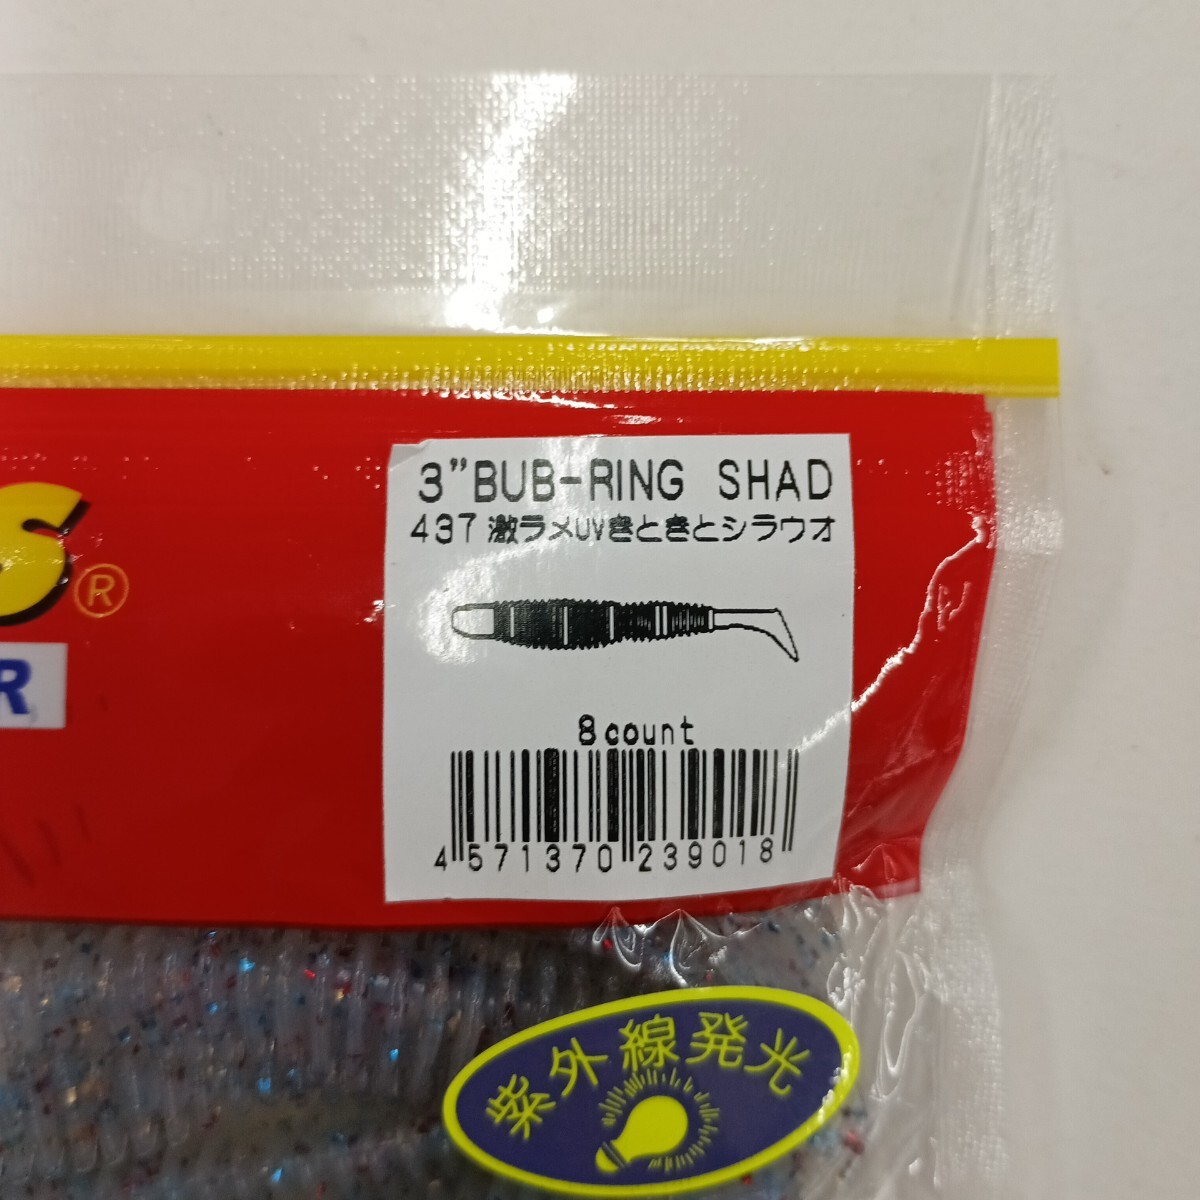 3”BUB-RING SHAD
437 激ラメUVきときとシラウオ
S®
R
8count
4 571370 239018
紫外線発光